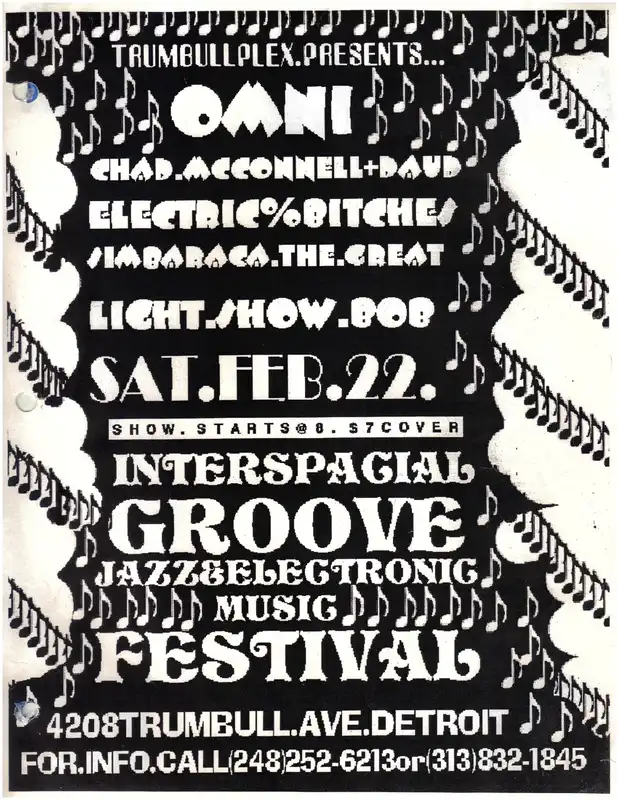 TRUMBULLPLEX.PRESENTS...
OMNI
CHAD.MCCONNELL+DAUD
ELECTRIC%BITCHES
SIMBARACA.THE.GREAT
LIGHT.SHOW.BOB
SAT.FEB.22.
SHOW. STARTS@8. $7COVER
INTERSPACIAL
GROOVE
JAZZ&ELECTRONIC
MUSIC
FESTIVAL
4208TRUMBULL.AVE.DETROIT
FOR.INFO.CALL(248)252-6213or(313)832-1845